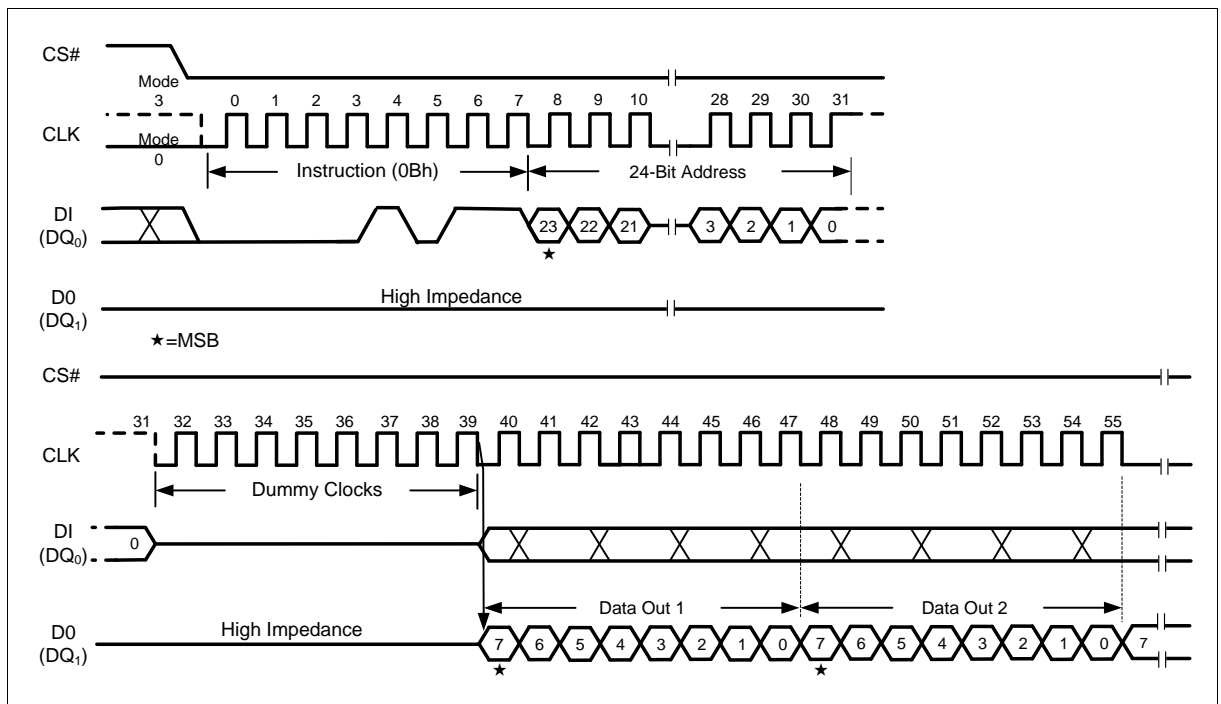 CS#
Mode
3
0 1 2 3 4 5 6 7 8 9 10 28 29 30 31
CLK
Mode
0
Instruction (0Bh)
24-Bit Address
DI
(DQ0)
23 22 21 3 2 1 0
★
D0
(DQ1)
High Impedance
★=MSB
CS#
31 32 33 34 35 36 37 38 39 40 41 42 43 44 45 46 47 48 49 50 51 52 53 54 55
CLK
Dummy Clocks
DI
(DQ0)
0
Data Out 1
Data Out 2
D0
(DQ1)
High Impedance
7 6 5 4 3 2 1 0 7 6 5 4 3 2 1 0 7
★ ★